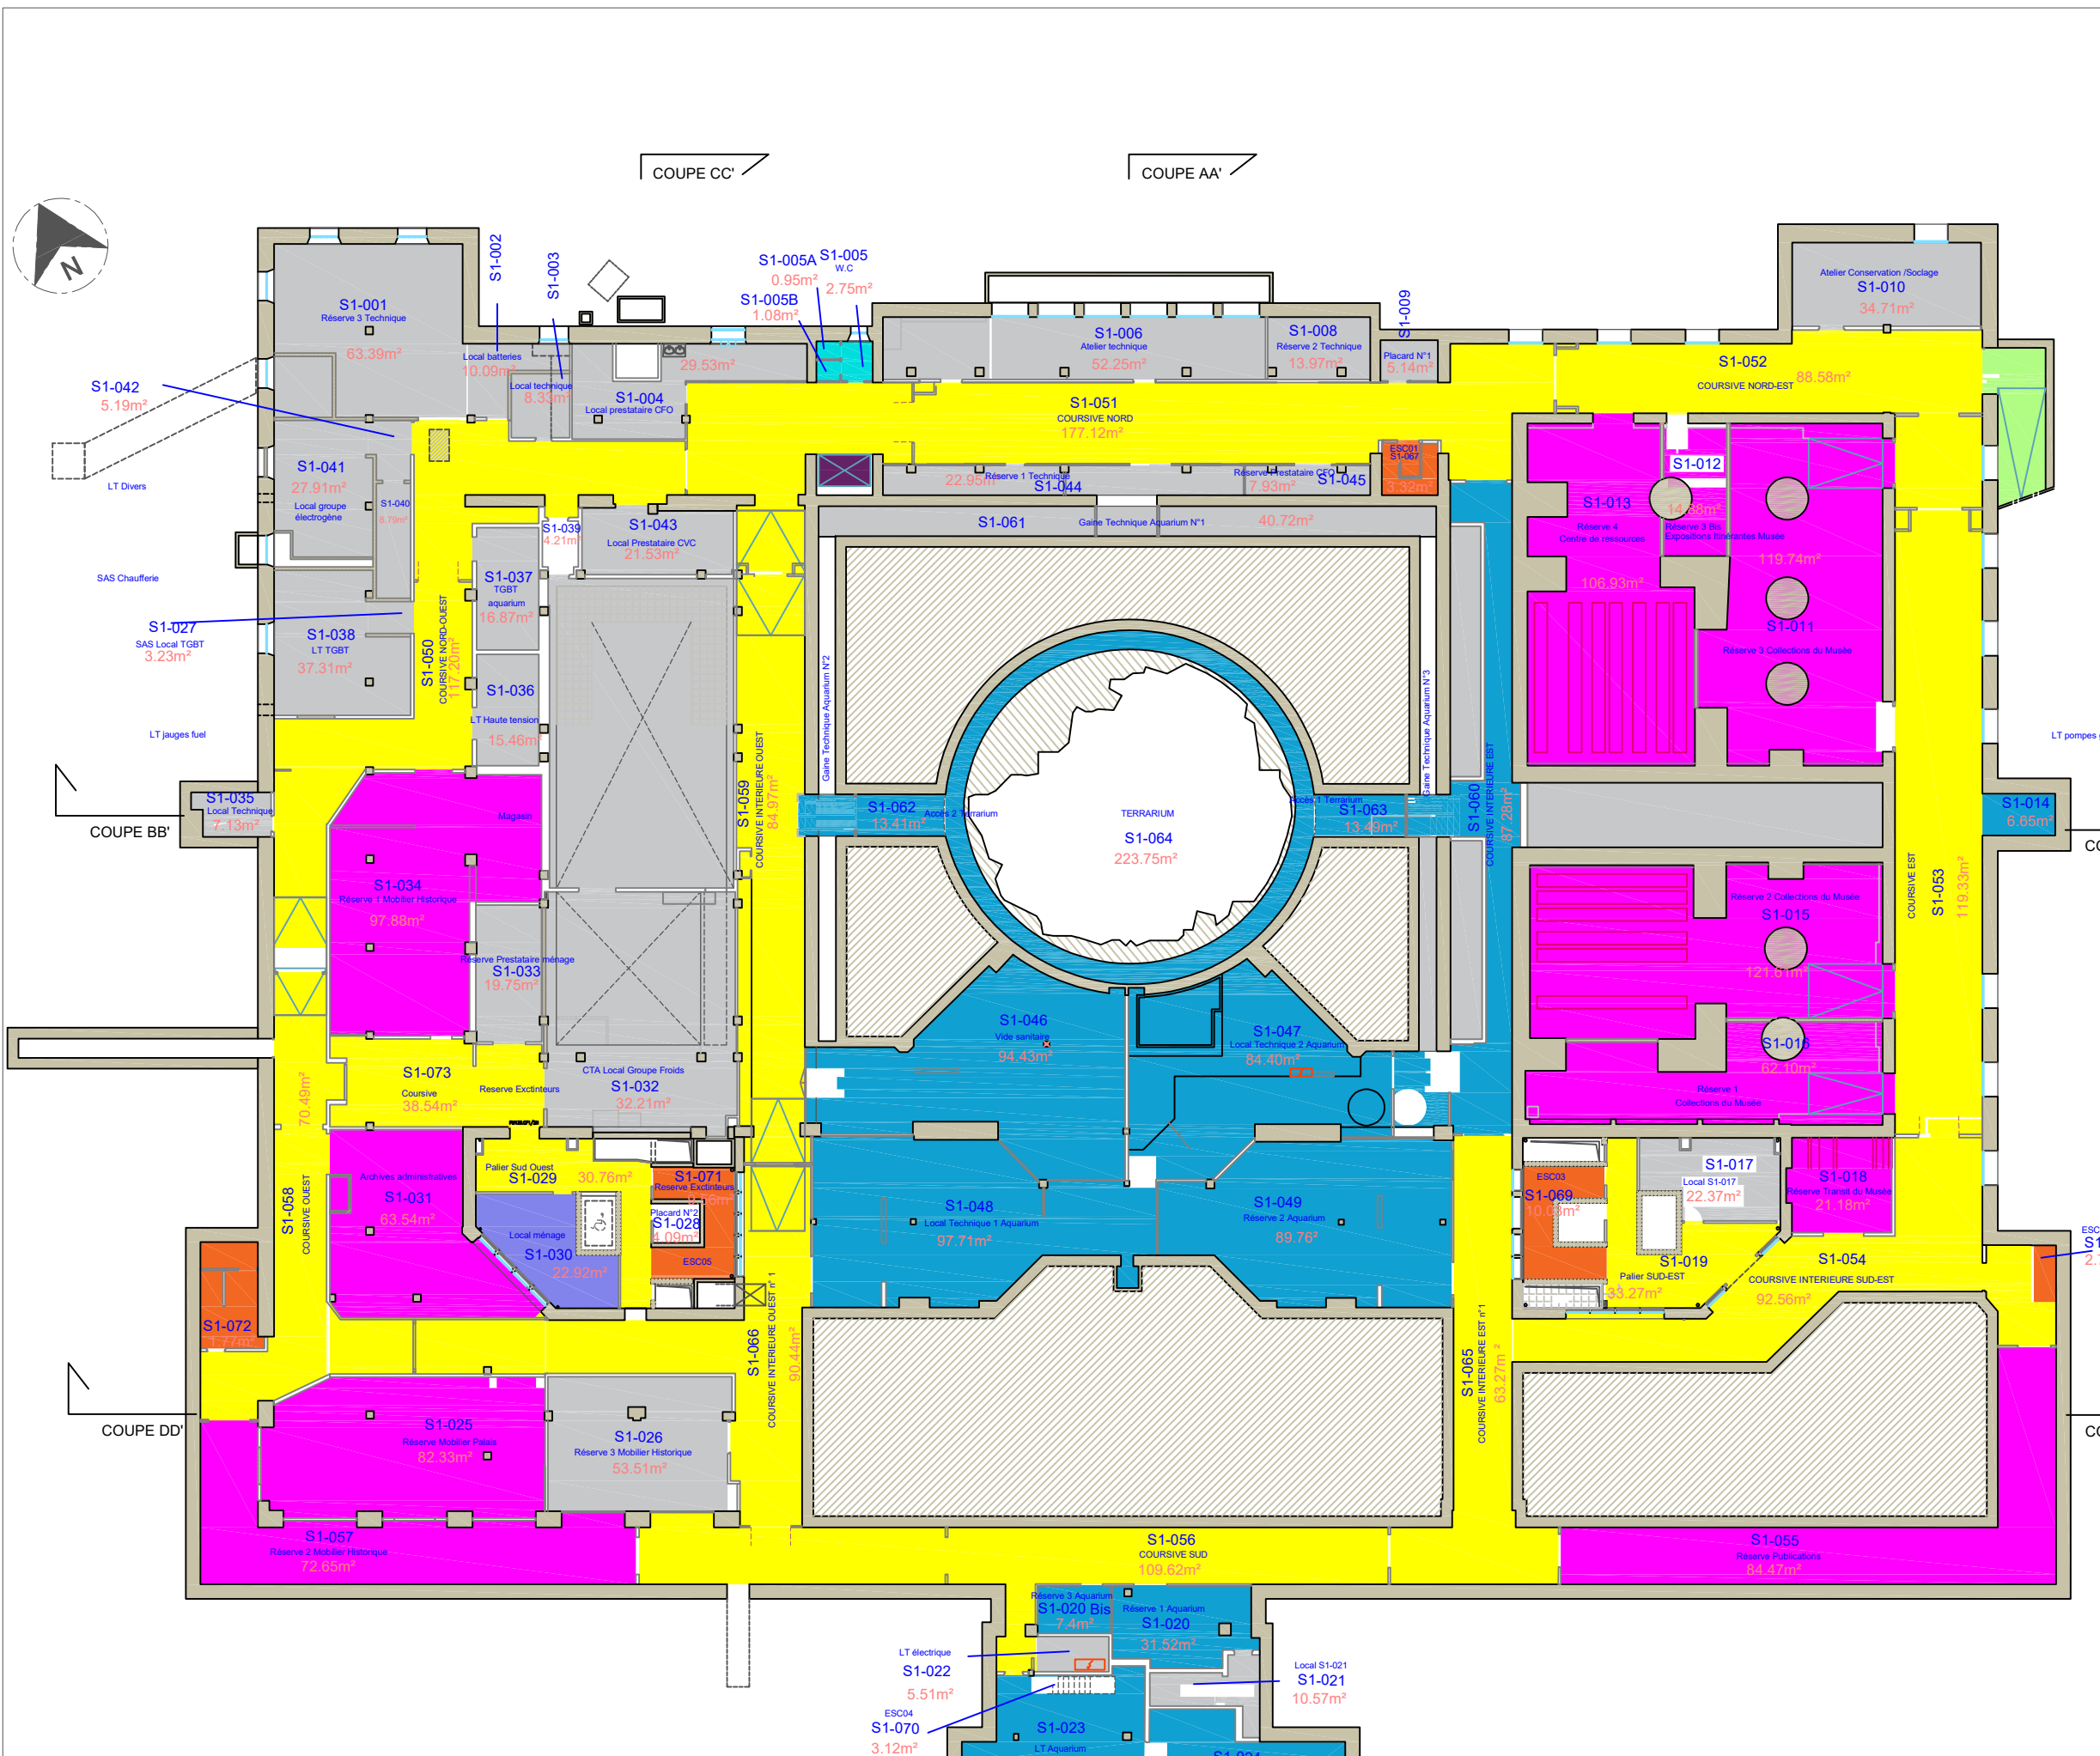 COUPE CC'
COUPE AA'
N
S1-001
Réserve 3 Technique
63.39m²
S1-002
Local batteries
10.09m²
S1-003
Local technique
8.33m²
S1-004
Local prestataire CFO
29.53m²
S1-005A
0.95m²
S1-005
W.C
2.75m²
S1-005B
1.08m²
S1-006
Atelier technique
52.25m²
S1-008
Réserve 2 Technique
13.97m²
S1-009
Placard N°1
5.14m²
Atelier Conservation /Soclage
S1-010
34.71m²
S1-052
COURSIVE NORD-EST
88.58m²
S1-042
5.19m²
S1-051
COURSIVE NORD
177.12m²
S1-041
27.91m²
Local groupe
électrogène
LT Divers
S1-040
8.79m²
S1-039
4.21m²
S1-043
Local Prestataire CVC
21.53m²
22.95m²
Réserve 1 Technique
S1-044
Réserve Prestataire CFO
7.93m²
S1-045
ESC01
S1-067
3.32m²
S1-061
Gaine Technique Aquarium N°1
40.72m²
S1-012
S1-013
Réserve 4
Centre de ressources
106.93m²
Réserve 3 Bis
Expositions Itinérantes Musée
119.74m²
S1-011
Réserve 3 Collections du Musée
SAS Chaufferie
S1-037
TGBT
aquarium
16.87m²
S1-027
SAS Local TGBT
3.23m²
S1-038
LT TGBT
37.31m²
S1-050
COURSIVE NORD-OUEST
117.20m²
S1-036
LT Haute tension
15.46m²
LT jauges fuel
Gaine Technique Aquarium N°2
Gaine Technique Aquarium N°3
LT pompes
S1-059
COURSIVE INTERIEURE OUEST
84.97m²
S1-060
COURSIVE INTERIEURE EST
87.28m²
COUPE BB'
S1-035
Local Technique
7.13m²
Magasin
S1-062
13.41m²
Accès 2 Terrarium
TERRARIUM
S1-064
223.75m²
Accès 1 Terrarium
S1-063
13.49m²
S1-014
6.65m²
S1-034
Réserve 1 Mobilier Historique
97.88m²
Réserve Prestataire ménage
S1-033
19.75m²
COURSIVE EST
S1-053
119.33m²
Réserve 2 Collections du Musée
S1-015
121.61m²
S1-016
62.10m²
Réserve 1
Collections du Musée
S1-046
Vide sanitaire
94.43m²
S1-047
Local Technique 2 Aquarium
84.40m²
S1-073
Coursive
38.54m²
Reserve Exctinteurs
CTA Local Groupe Froids
S1-032
32.21m²
70.49m²
S1-058
COURSIVE OUEST
Archives administratives
S1-031
63.54m²
Palier Sud Ouest
S1-029
30.76m²
S1-071
Reserve Exctinteurs
Placard N°2
S1-028
4.09m²
ESC05
Local ménage
S1-030
22.92m²
S1-048
Local Technique 1 Aquarium
97.71m²
S1-049
Réserve 2 Aquarium
89.76²
ESC03
S1-069
10.03m²
S1-017
Local S1-017
22.37m²
S1-018
Réserve Transit du Musée
21.18m²
S1-019
Palier SUD-EST
33.27m²
S1-054
COURSIVE INTERIEURE SUD-EST
92.56m²
S1-072
1.77m²
S1-066
COURSIVE INTERIEURE OUEST n° 1
90.44m²
S1-065
COURSIVE INTERIEURE EST n°1
63.27m²
COUPE DD'
S1-025
Réserve Mobilier Palais
82.33m²
S1-026
Réserve 3 Mobilier Historique
53.51m²
S1-057
Réserve 2 Mobilier Historique
72.65m²
S1-056
COURSIVE SUD
109.62m²
S1-055
Réserve Publications
84.47m²
Réserve 3 Aquarium
S1-020 Bis
7.4m²
Réserve 1 Aquarium
S1-020
31.52m²
LT électrique
S1-022
5.51m²
Local S1-021
S1-021
10.57m²
ESC04
S1-070
3.12m²
S1-023
LT Aquarium